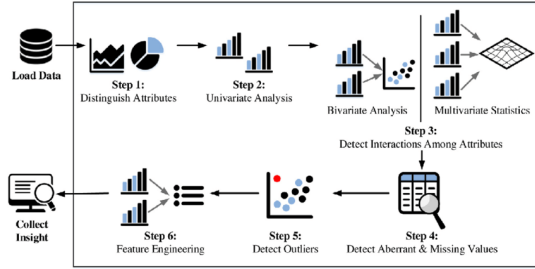 Load Data
Step 1:
Distinguish Attributes
Step 2:
Univariate Analysis
Bivariate Analysis
Multivariate Statistics
Step 3:
Detect Interactions Among Attributes
Step 4:
Detect Aberrant & Missing Values
Step 5:
Detect Outliers
Step 6:
Feature Engineering
Collect
Insight